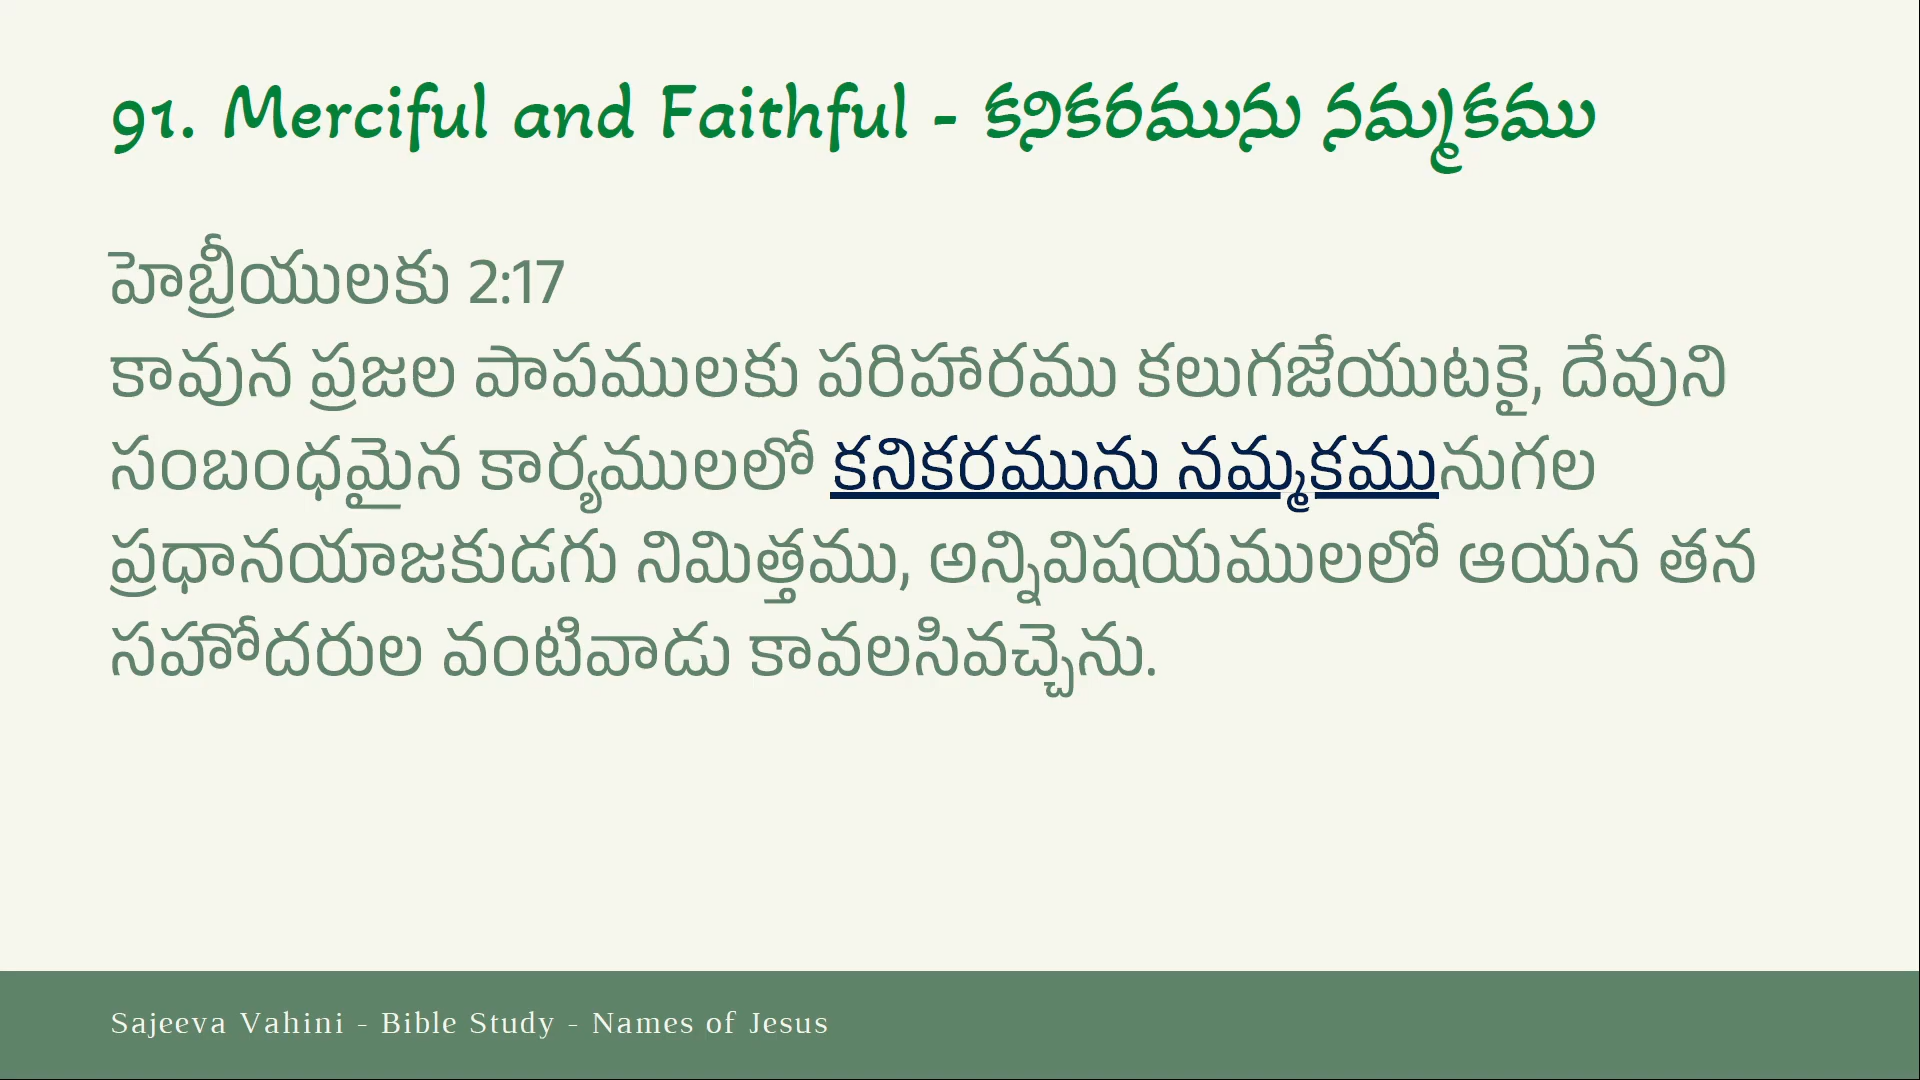 91. Merciful and Faithful - కనికరమును నమ్మకము
హెబ్రీయులకు 2:17
కావున ప్రజల పాపములకు పరిహారము కలుగజేయుటకై, దేవుని
సంబంధమైన కార్యములలో కనికరమును నమ్మకమునుగల
ప్రధానయాజకుడగు నిమిత్తము, అన్నివిషయములలో ఆయన తన
సహోదరుల వంటివాడు కావలసివచ్చెను.
Sajeeva Vahini - Bible Study - Names of Jesus